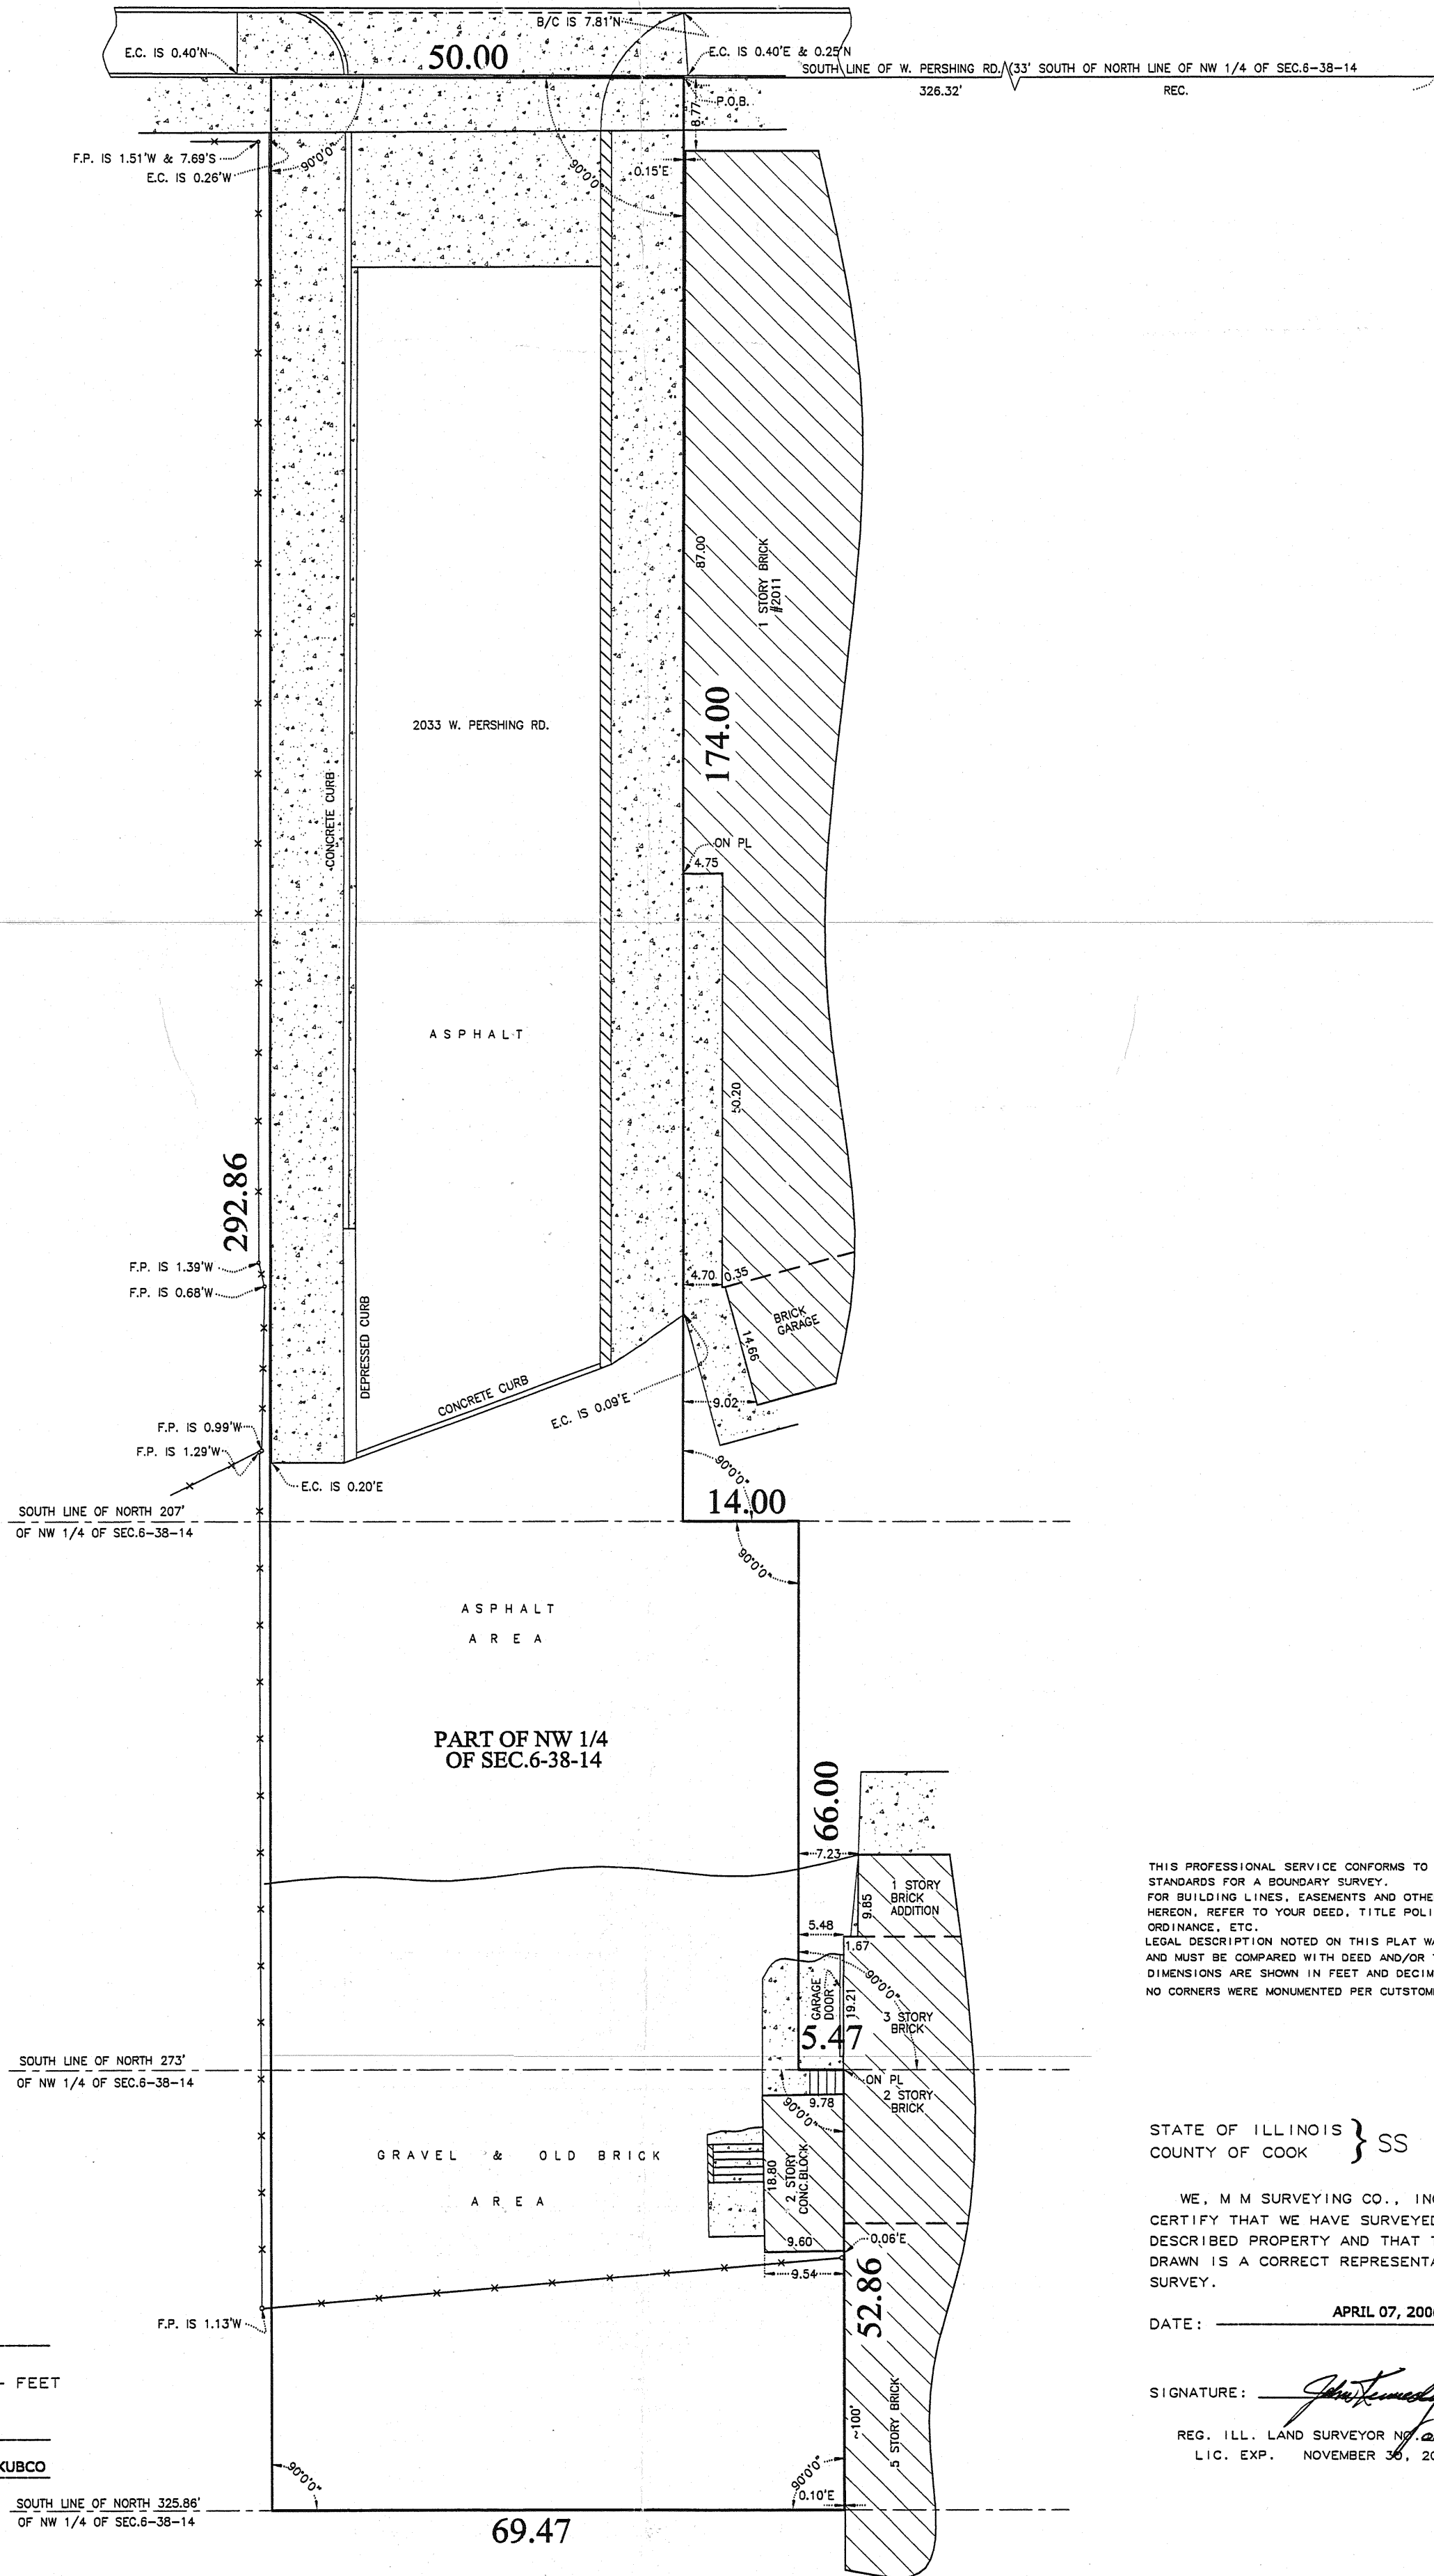 B/C IS 7.81'N
E.C. IS 0.40'N
50.00
E.C. IS 0.40'E & 0.25'N
SOUTH LINE OF W. PERSHING RD. (33' SOUTH OF NORTH LINE OF NW 1/4 OF SEC.6-38-14
326.32'
REC.
P.O.B.
8.77
F.P. IS 1.51'W & 7.69'S
E.C. IS 0.26'W
90°0'0"
90°0'0"
0.15'E
87.00
1 STORY BRICK
#2011
174.00
2033 W. PERSHING RD.
CONCRETE CURB
ON PL
4.75
ASPHALT
50.20
292.86
F.P. IS 1.39'W
F.P. IS 0.68'W
4.70
0.35
BRICK
GARAGE
14.66
DEPRESSED CURB
CONCRETE CURB
E.C. IS 0.09'E
9.02
F.P. IS 0.99'W
F.P. IS 1.29'W
90°0'0"
E.C. IS 0.20'E
14.00
SOUTH LINE OF NORTH 207'
OF NW 1/4 OF SEC.6-38-14
90°0'0"
ASPHALT
AREA
PART OF NW 1/4
OF SEC.6-38-14
66.00
7.23
1 STORY
BRICK
ADDITION
9.85
5.48
1.67
90°0'0"
GARAGE
DOOR
19.21
3 STORY
BRICK
5.47
SOUTH LINE OF NORTH 273'
OF NW 1/4 OF SEC.6-38-14
ON PL
2 STORY
BRICK
9.78
90°0'0"
GRAVEL & OLD BRICK
AREA
18.80
2 STORY
CONC.BLOCK
9.60
0.06'E
9.54
52.86
F.P. IS 1.13'W
~100'
5 STORY BRICK
90°0'0"
90°0'0"
0.10'E
SOUTH LINE OF NORTH 325.86'
OF NW 1/4 OF SEC.6-38-14
69.47
FEET
KUBCO
THIS PROFESSIONAL SERVICE CONFORMS TO
STANDARDS FOR A BOUNDARY SURVEY.
FOR BUILDING LINES, EASEMENTS AND OTHE
HEREON, REFER TO YOUR DEED, TITLE POLI
ORDINANCE, ETC.
LEGAL DESCRIPTION NOTED ON THIS PLAT WA
AND MUST BE COMPARED WITH DEED AND/OR
DIMENSIONS ARE SHOWN IN FEET AND DECIM
NO CORNERS WERE MONUMENTED PER CUTSTOM
STATE OF ILLINOIS } SS
COUNTY OF COOK
WE, M M SURVEYING CO., INC
CERTIFY THAT WE HAVE SURVEYED
DESCRIBED PROPERTY AND THAT T
DRAWN IS A CORRECT REPRESENTA
SURVEY.
DATE: APRIL 07, 200
SIGNATURE:
REG. ILL. LAND SURVEYOR NO.
LIC. EXP. NOVEMBER 30, 20